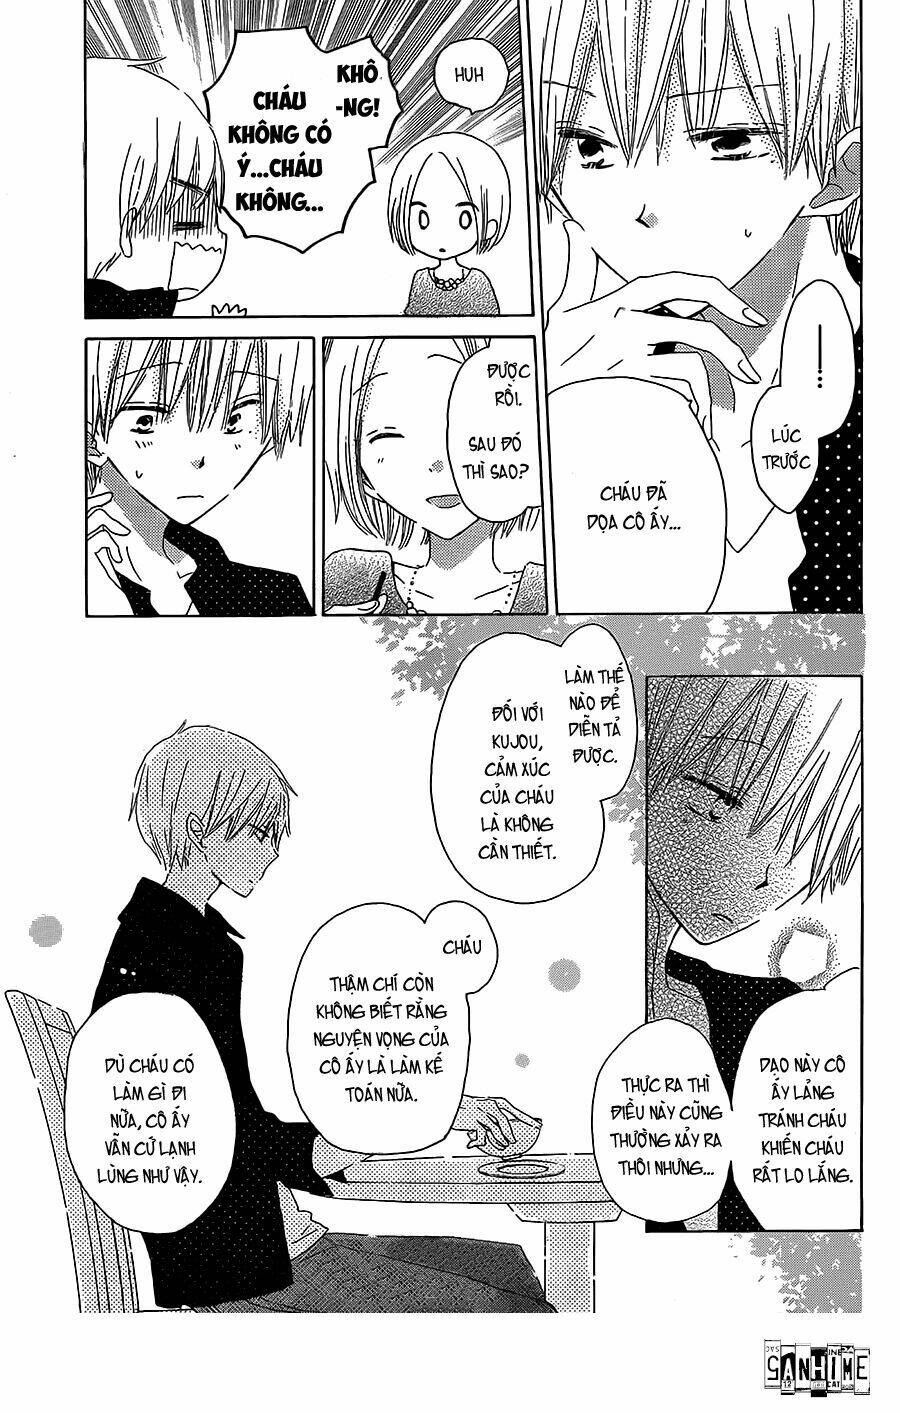 ......
LÚC
TRƯỚC
CHÁU ĐÃ
DỌA CÔ ẤY...
HUH
KHÔ
-NG!
CHÁU
KHÔNG CÓ
Ý...CHÁU
KHÔNG...
ĐƯỢC
RỒI.
SAU ĐÓ
THÌ SAO?
DẠO NÀY CÔ
ẤY LẢNG
TRÁNH CHÁU
KHIẾN CHÁU
RẤT LO LẮNG.
THỰC RA THÌ
ĐIỀU NÀY CŨNG
THƯỜNG XẢY RA
THÔI NHƯNG...
LÀM THẾ
NÀO ĐỂ
DIỄN TẢ
ĐƯỢC.
ĐỐI VỚI
KUJOU,
CẢM XÚC
CỦA CHÁU
LÀ KHÔNG
CẦN THIẾT.
CHÁU
THẬM CHÍ CÒN
KHÔNG BIẾT RẰNG
NGUYỆN VỌNG CỦA
CÔ ẤY LÀ LÀM KẾ
TOÁN NỮA.
DÙ CHÁU CÓ
LÀM GÌ ĐI
NỮA, CÔ ẤY
VẪN CỨ LẠNH
LÙNG NHƯ VẬY.
SANHIME